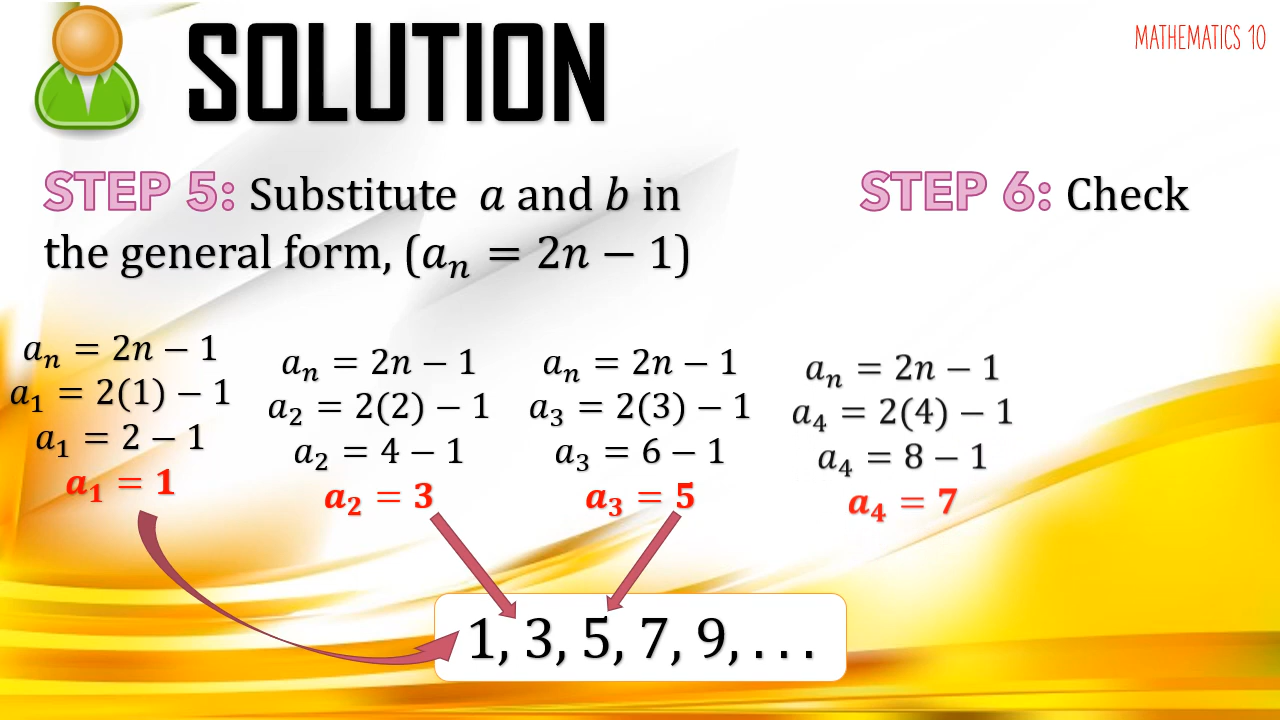 SOLUTION
MATHEMATICS 10
STEP 5: Substitute a and b in
the general form, (aₙ = 2n − 1)
STEP 6: Check
aₙ = 2n − 1
a₁ = 2(1) − 1
a₁ = 2 − 1
a₁ = 1
aₙ = 2n − 1
a₂ = 2(2) − 1
a₂ = 4 − 1
a₂ = 3
aₙ = 2n − 1
a₃ = 2(3) − 1
a₃ = 6 − 1
a₃ = 5
aₙ = 2n − 1
a₄ = 2(4) − 1
a₄ = 8 − 1
a₄ = 7
1, 3, 5, 7, 9, . . .